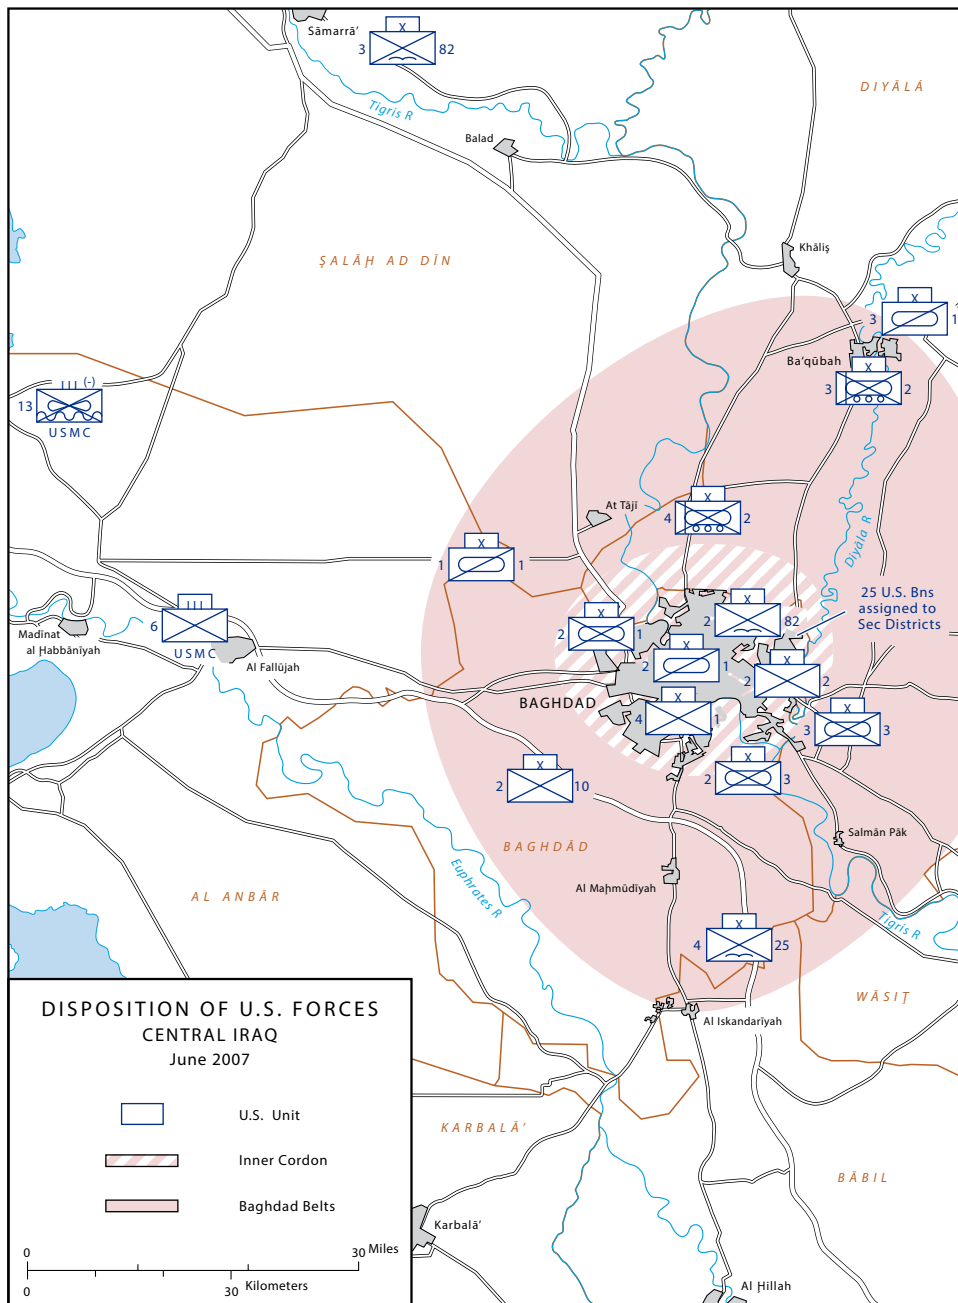 Sāmarrā'
X
3 82
DIYĀLÁ
Tigris R
Balad
Khāliş
ŞALĀḤ AD DĪN
X
3 1
Ba'qūbah
X
3 2
III (-)
13
USMC
At Tājī
X
4 2
Diyāla R
X
1 1
25 U.S. Bns
assigned to
Sec Districts
III
6
USMC
Madīnat
al Ḩabbānīyah
Al Fallūjah
X
2 82
X
2 1
X
2 1
X
2 2
BAGHDAD
X
4 1
X
3 3
X
2 3
X
2 10
Salmān Pāk
BAGHDĀD
Euphrates R
Al Maḩmūdīyah
AL ANBĀR
Tigris R
X
4 25
WĀSIŢ
Al Iskandarīyah
DISPOSITION OF U.S. FORCES
CENTRAL IRAQ
June 2007
U.S. Unit
Inner Cordon
Baghdad Belts
0 30 Miles
0 30 Kilometers
KARBALĀ'
BĀBIL
Karbalā'
Al Ḩillah